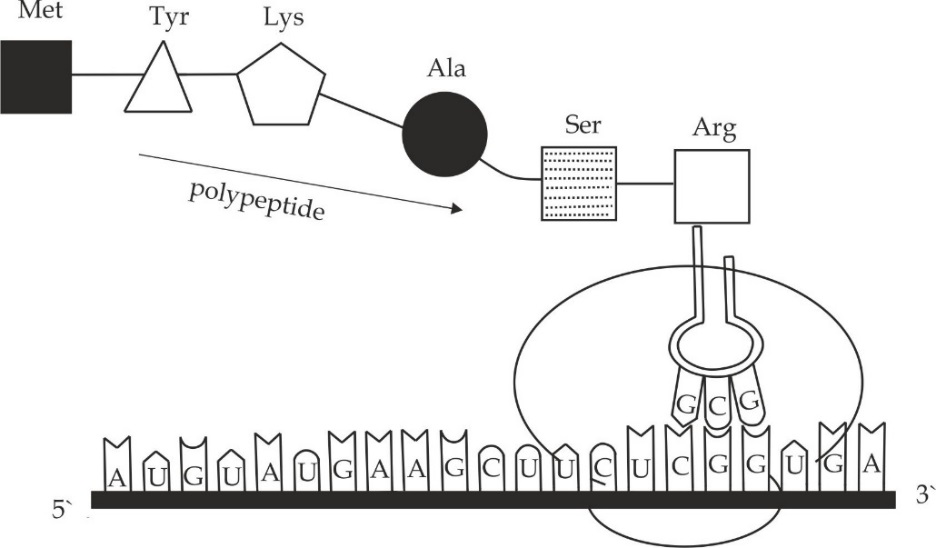 Met
Tyr
Lys
Ala
Ser
Arg
polypeptide
G C G
A U G U A U G A A G C U U C U C G G U G A
5` 3`